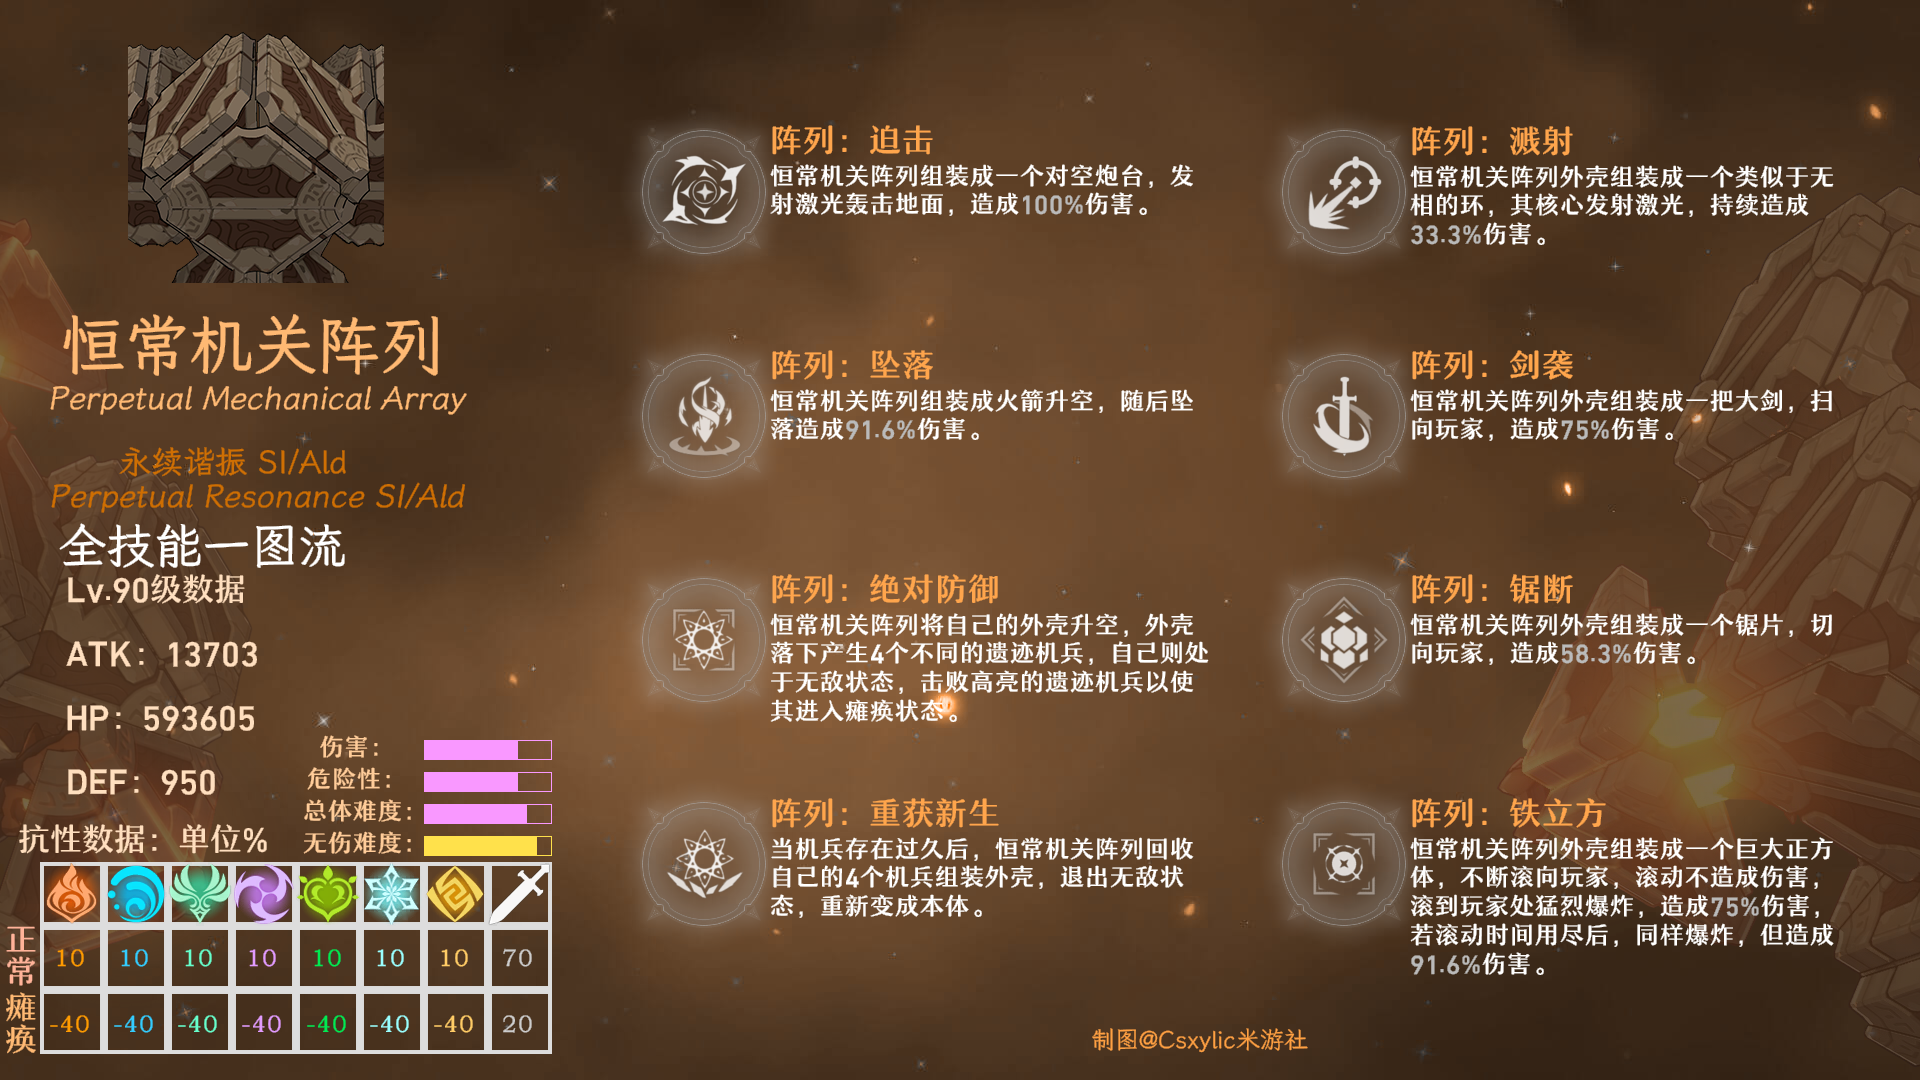 恒常机关阵列
Perpetual Mechanical Array
永续谐振 SI/Ald
Perpetual Resonance SI/Ald
全技能一图流
Lv.90级数据
ATK：13703
HP：593605
DEF：950
伤害：
危险性：
总体难度：
无伤难度：
抗性数据：单位%
正常
10 10 10 10 10 10 10 70
瘫痪
-40 -40 -40 -40 -40 -40 -40 20
阵列：迫击
恒常机关阵列组装成一个对空炮台，发
射激光轰击地面，造成100%伤害。
阵列：溅射
恒常机关阵列外壳组装成一个类似于无
相的环，其核心发射激光，持续造成
33.3%伤害。
阵列：坠落
恒常机关阵列组装成火箭升空，随后坠
落造成91.6%伤害。
阵列：剑袭
恒常机关阵列外壳组装成一把大剑，扫
向玩家，造成75%伤害。
阵列：绝对防御
恒常机关阵列将自己的外壳升空，外壳
落下产生4个不同的遗迹机兵，自己则处
于无敌状态，击败高亮的遗迹机兵以使
其进入瘫痪状态。
阵列：锯断
恒常机关阵列外壳组装成一个锯片，切
向玩家，造成58.3%伤害。
阵列：重获新生
当机兵存在过久后，恒常机关阵列回收
自己的4个机兵组装外壳，退出无敌状
态，重新变成本体。
阵列：铁立方
恒常机关阵列外壳组装成一个巨大正方
体，不断滚向玩家，滚动不造成伤害，
滚到玩家处猛烈爆炸，造成75%伤害，
若滚动时间用尽后，同样爆炸，但造成
91.6%伤害。
制图@Csxylic米游社